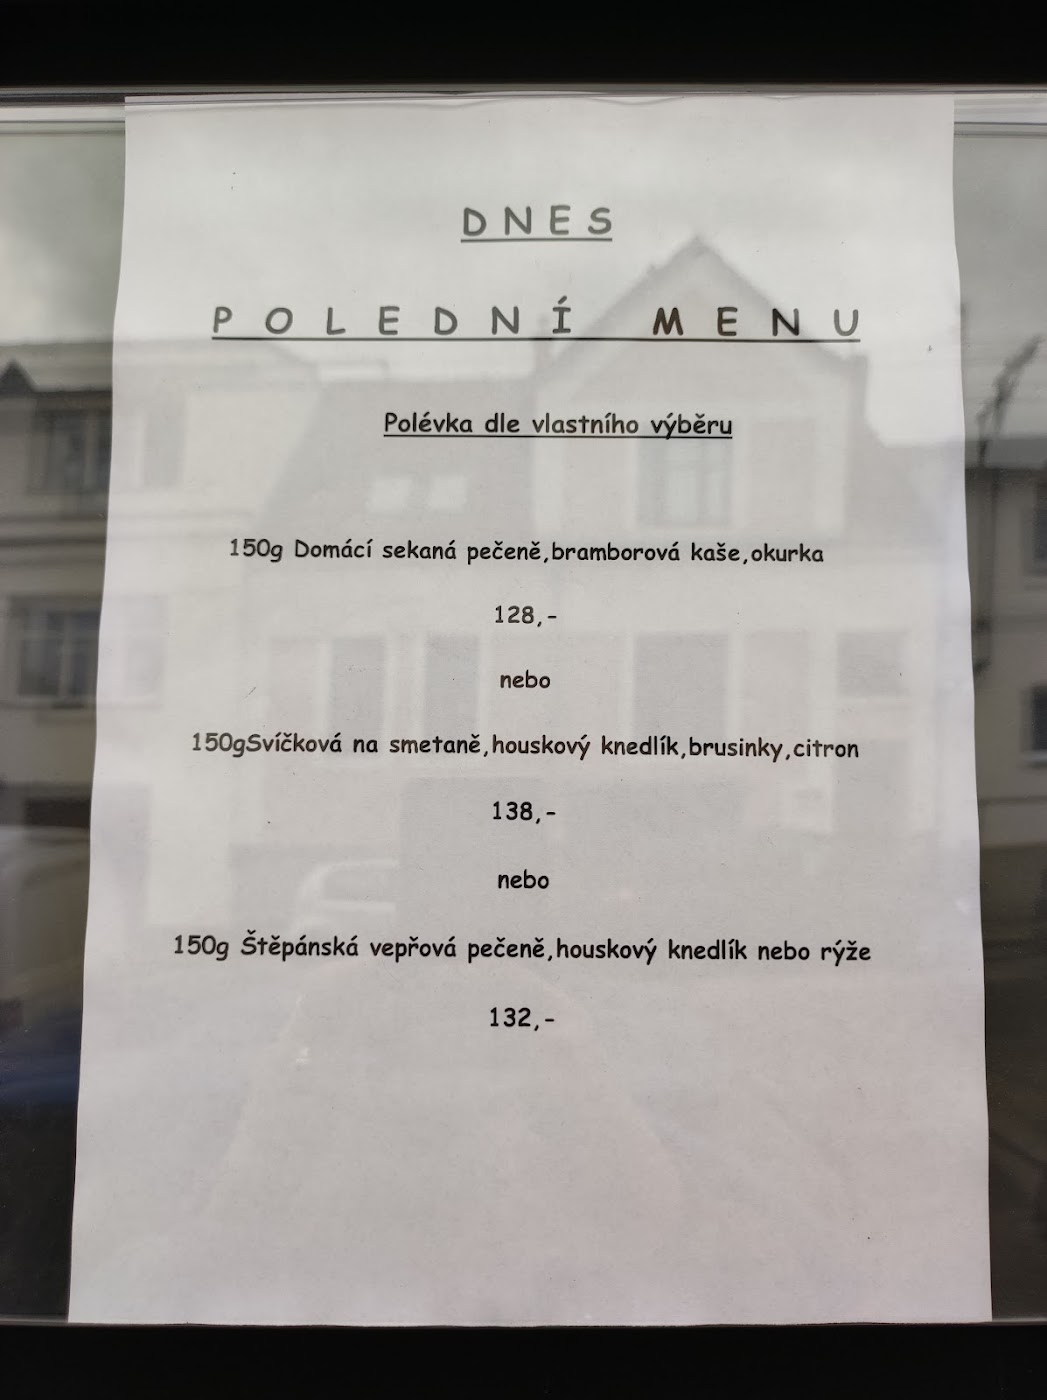 DNES
POLEDNÍ MENU
Polévka dle vlastního výběru
150g Domácí sekaná pečeně,bramborová kaše,okurka
128,-
nebo
150gSvíčková na smetaně,houskový knedlík,brusinky,citron
138,-
nebo
150g Štěpánská vepřová pečeně,houskový knedlík nebo rýže
132,-